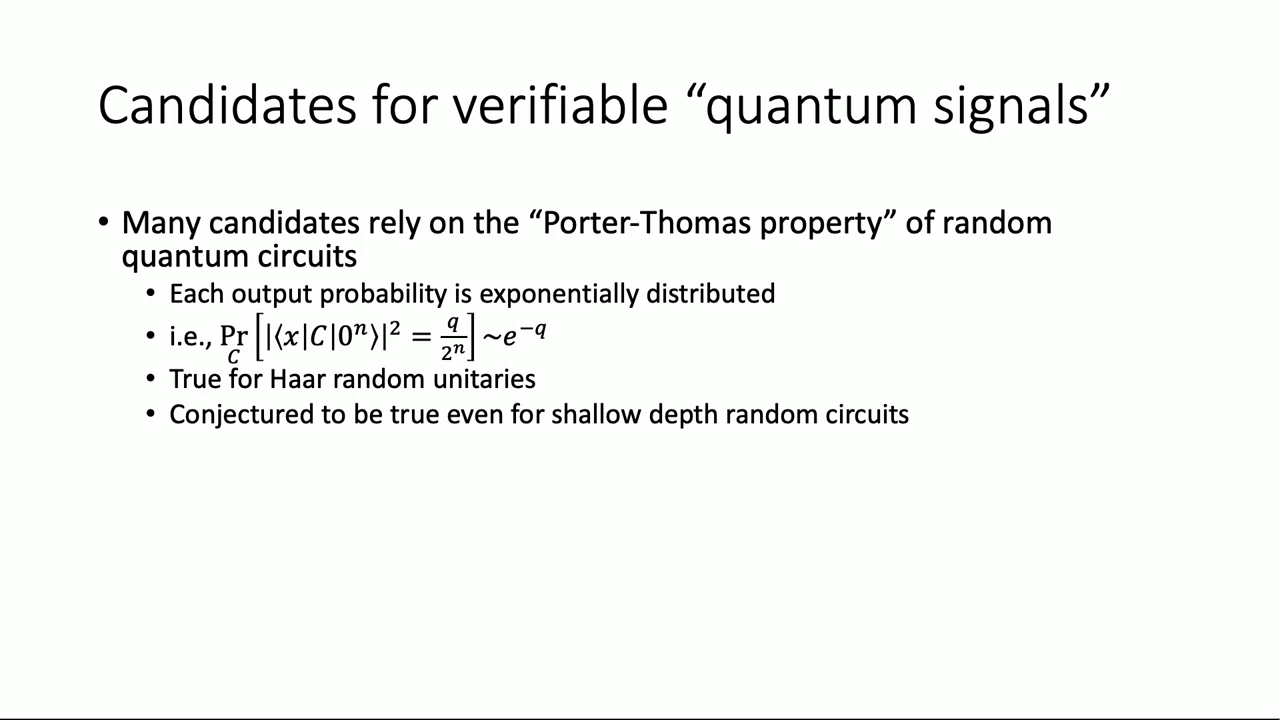 Candidates for verifiable “quantum signals”
• Many candidates rely on the “Porter-Thomas property” of random
quantum circuits
• Each output probability is exponentially distributed
• i.e., Pr_C [|⟨x|C|0ⁿ⟩|² = q/2ⁿ] ~e^{−q}
• True for Haar random unitaries
• Conjectured to be true even for shallow depth random circuits